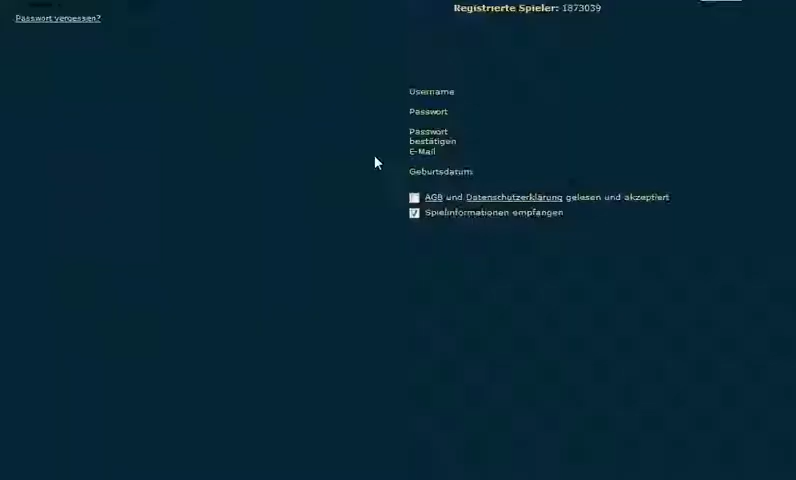 Registrierte Spieler: 1873039
Passwort vergessen?
Username
Passwort
Passwort
bestätigen
E-Mail
Geburtsdatum:
AGB und Datenschutzerklärung gelesen und akzeptiert
Spielinformationen empfangen